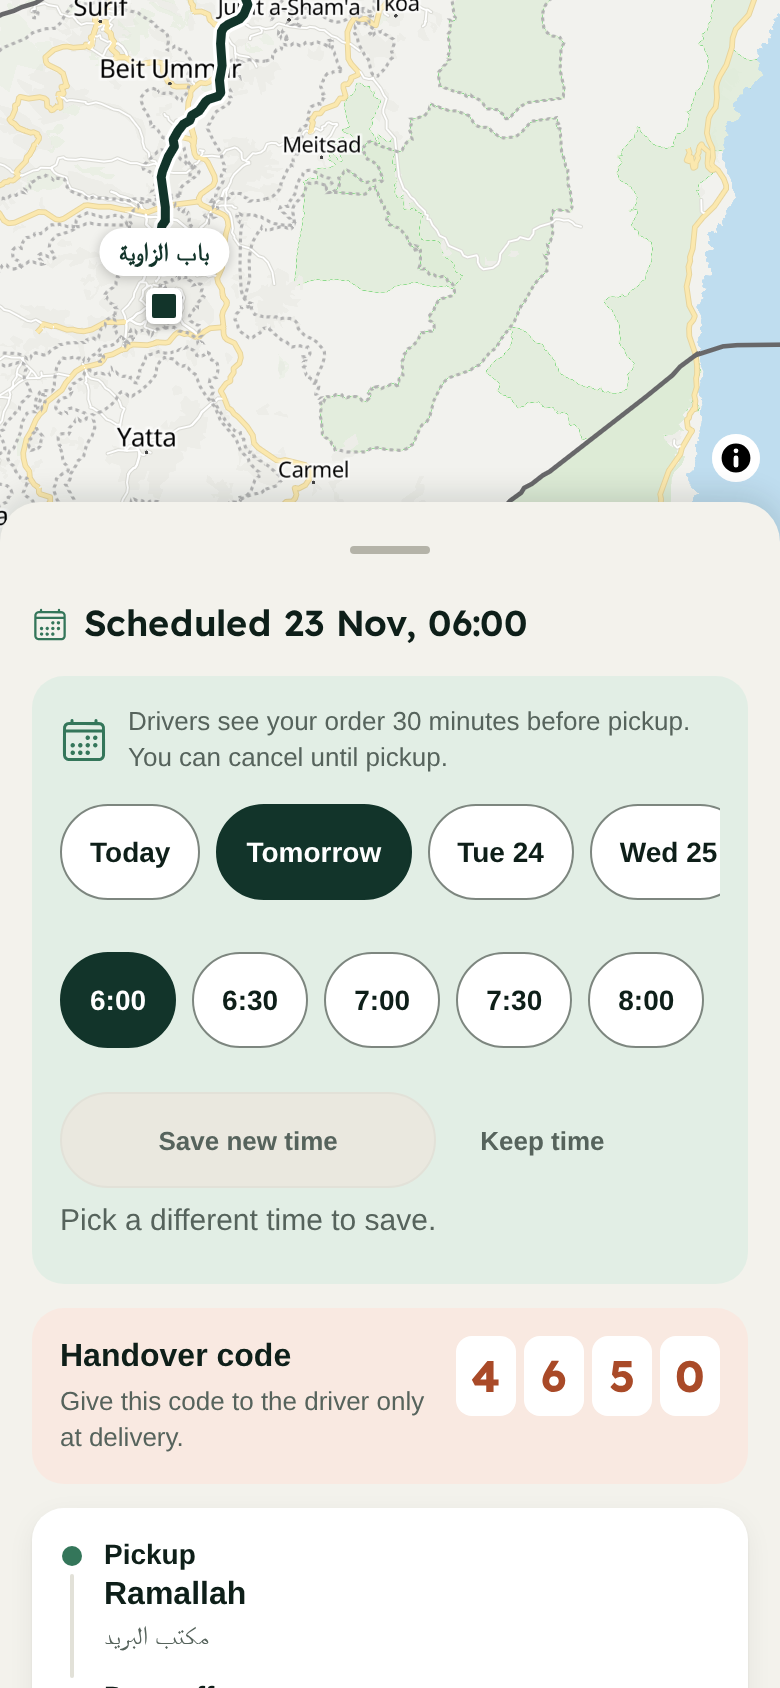 Surif
a-Sham'a
Beit Ummar
Meitsad
باب الزاوية
Yatta
Carmel
Scheduled 23 Nov, 06:00
Drivers see your order 30 minutes before pickup.
You can cancel until pickup.
Today
Tomorrow
Tue 24
Wed 25
6:00
6:30
7:00
7:30
8:00
Save new time
Keep time
Pick a different time to save.
Handover code
4 6 5 0
Give this code to the driver only
at delivery.
Pickup
Ramallah
مكتب البريد